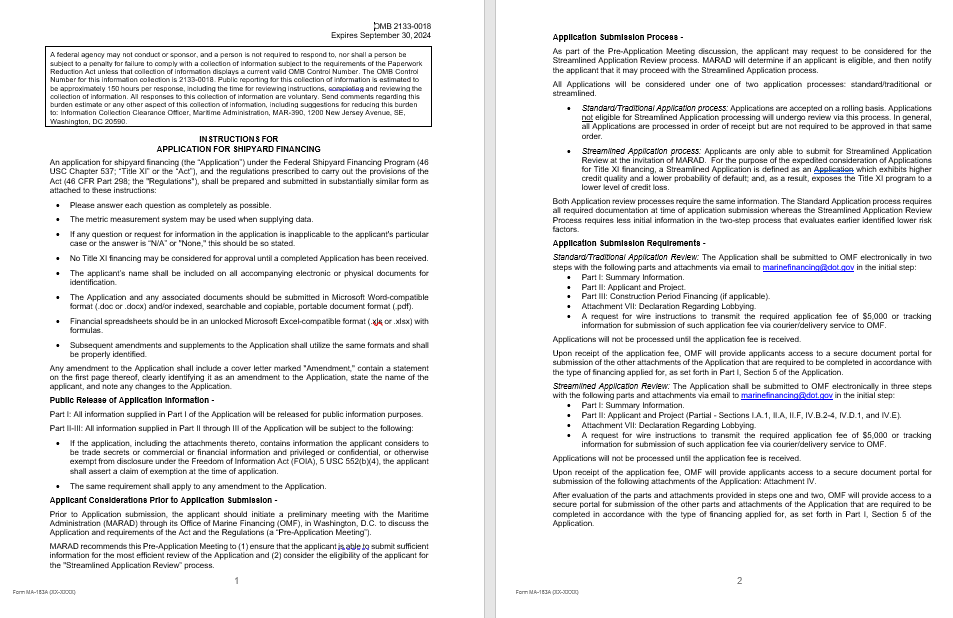 OMB 2133-0018
Expires September 30, 2024
A federal agency may not conduct or sponsor, and a person is not required to respond to, nor shall a person be
subject to a penalty for failure to comply with a collection of information subject to the requirements of the Paperwork
Reduction Act unless that collection of information displays a current valid OMB Control Number. The OMB Control
Number for this information collection is 2133-0018. Public reporting for this collection of information is estimated to
be approximately 150 hours per response, including the time for reviewing instructions, completing and reviewing the
collection of information. All responses to this collection of information are voluntary. Send comments regarding this
burden estimate or any other aspect of this collection of information, including suggestions for reducing this burden
to: Information Collection Clearance Officer, Maritime Administration, MAR-390, 1200 New Jersey Avenue, SE,
Washington, DC 20590.
INSTRUCTIONS FOR
APPLICATION FOR SHIPYARD FINANCING
An application for shipyard financing (the “Application”) under the Federal Shipyard Financing Program (46
USC Chapter 537; “Title XI” or the “Act”), and the regulations prescribed to carry out the provisions of the
Act (46 CFR Part 298; the "Regulations"), shall be prepared and submitted in substantially similar form as
attached to these instructions:
• Please answer each question as completely as possible.
• The metric measurement system may be used when supplying data.
• If any question or request for information in the application is inapplicable to the applicant's particular
case or the answer is “N/A” or "None," this should be so stated.
• No Title XI financing may be considered for approval until a completed Application has been received.
• The applicant’s name shall be included on all accompanying electronic or physical documents for
identification.
• The Application and any associated documents should be submitted in Microsoft Word-compatible
format (.doc or .docx) and/or indexed, searchable and copiable, portable document format (.pdf).
• Financial spreadsheets should be in an unlocked Microsoft Excel-compatible format (.xls or .xlsx) with
formulas.
• Subsequent amendments and supplements to the Application shall utilize the same formats and shall
be properly identified.
Any amendment to the Application shall include a cover letter marked "Amendment," contain a statement
on the first page thereof, clearly identifying it as an amendment to the Application, state the name of the
applicant, and note any changes to the Application.
Public Release of Application Information -
Part I: All information supplied in Part I of the Application will be released for public information purposes.
Part II-III: All information supplied in Part II through III of the Application will be subject to the following:
• If the application, including the attachments thereto, contains information the applicant considers to
be trade secrets or commercial or financial information and privileged or confidential, or otherwise
exempt from disclosure under the Freedom of Information Act (FOIA), 5 USC 552(b)(4), the applicant
shall assert a claim of exemption at the time of application.
• The same requirement shall apply to any amendment to the Application.
Applicant Considerations Prior to Application Submission -
Prior to Application submission, the applicant should initiate a preliminary meeting with the Maritime
Administration (MARAD) through its Office of Marine Financing (OMF), in Washington, D.C. to discuss the
Application and requirements of the Act and the Regulations (a “Pre-Application Meeting”).
MARAD recommends this Pre-Application Meeting to (1) ensure that the applicant is able to submit sufficient
information for the most efficient review of the Application and (2) consider the eligibility of the applicant for
the "Streamlined Application Review" process.
1
Form MA-183A (XX-XXXX)
Application Submission Process -
As part of the Pre-Application Meeting discussion, the applicant may request to be considered for the
Streamlined Application Review process. MARAD will determine if an applicant is eligible, and then notify
the applicant that it may proceed with the Streamlined Application process.
All Applications will be considered under one of two application processes: standard/traditional or
streamlined.
• Standard/Traditional Application process: Applications are accepted on a rolling basis. Applications
not eligible for Streamlined Application processing will undergo review via this process. In general,
all Applications are processed in order of receipt but are not required to be approved in that same
order.
• Streamlined Application process: Applicants are only able to submit for Streamlined Application
Review at the invitation of MARAD. For the purpose of the expedited consideration of Applications
for Title XI financing, a Streamlined Application is defined as an Application which exhibits higher
credit quality and a lower probability of default; and, as a result, exposes the Title XI program to a
lower level of credit loss.
Both Application review processes require the same information. The Standard Application process requires
all required documentation at time of application submission whereas the Streamlined Application Review
Process requires less initial information in the two-step process that evaluates earlier identified lower risk
factors.
Application Submission Requirements -
Standard/Traditional Application Review: The Application shall be submitted to OMF electronically in two
steps with the following parts and attachments via email to marinefinancing@dot.gov in the initial step:
• Part I: Summary Information.
• Part II: Applicant and Project.
• Part III: Construction Period Financing (if applicable).
• Attachment VII: Declaration Regarding Lobbying.
• A request for wire instructions to transmit the required application fee of $5,000 or tracking
information for submission of such application fee via courier/delivery service to OMF.
Applications will not be processed until the application fee is received.
Upon receipt of the application fee, OMF will provide applicants access to a secure document portal for
submission of the other attachments of the Application that are required to be completed in accordance with
the type of financing applied for, as set forth in Part I, Section 5 of the Application.
Streamlined Application Review: The Application shall be submitted to OMF electronically in three steps
with the following parts and attachments via email to marinefinancing@dot.gov in the initial step:
• Part I: Summary Information.
• Part II: Applicant and Project (Partial - Sections I.A.1, II.A, II.F, IV.B.2-4, IV.D.1, and IV.E).
• Attachment VII: Declaration Regarding Lobbying.
• A request for wire instructions to transmit the required application fee of $5,000 or tracking
information for submission of such application fee via courier/delivery service to OMF.
Applications will not be processed until the application fee is received.
Upon receipt of the application fee, OMF will provide applicants access to a secure document portal for
submission of the following attachments of the Application: Attachment IV.
After evaluation of the parts and attachments provided in steps one and two, OMF will provide access to a
secure portal for submission of the other parts and attachments of the Application that are required to be
completed in accordance with the type of financing applied for, as set forth in Part I, Section 5 of the
Application.
2
Form MA-183A (XX-XXXX)